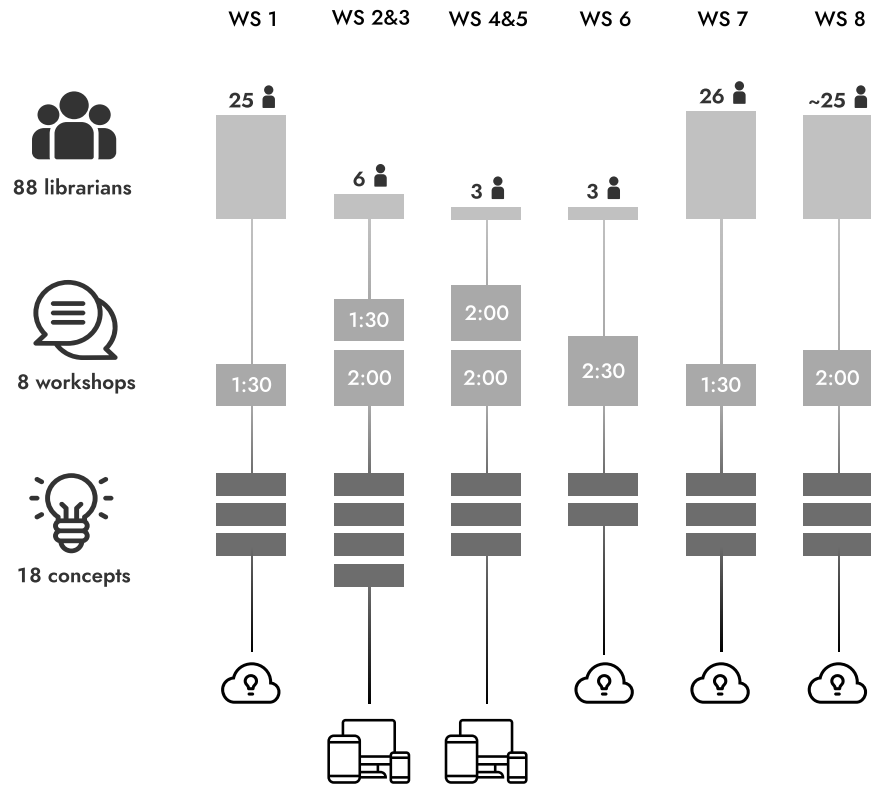 WS 1 WS 2&3 WS 4&5 WS 6 WS 7 WS 8
25 6 3 3 26 ~25
88 librarians
1:30 1:30 2:00 2:30 1:30 2:00
2:00 2:00
8 workshops
18 concepts